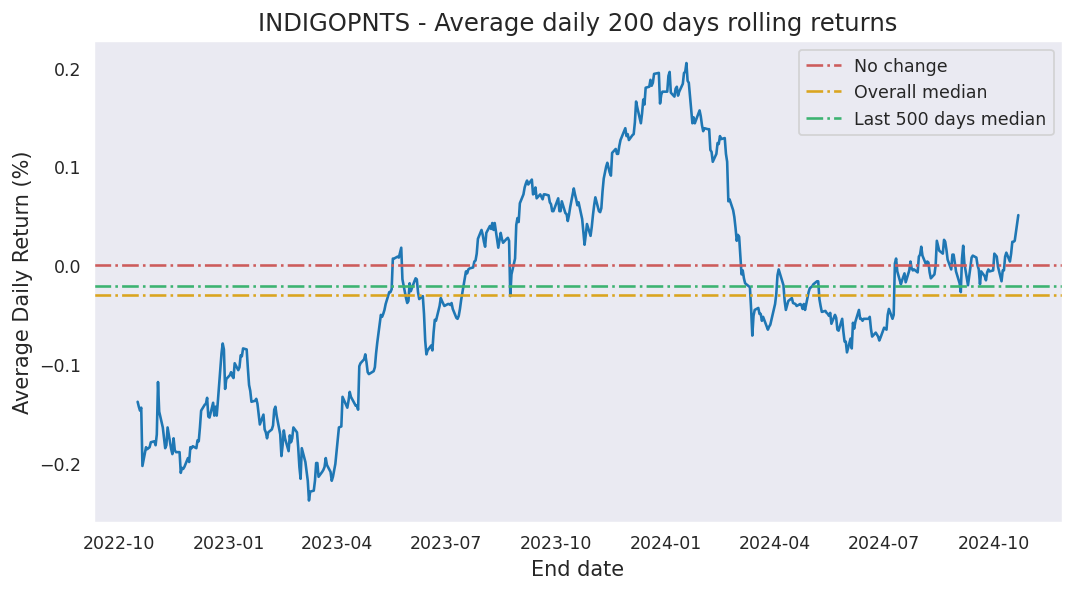 INDIGOPNTS - Average daily 200 days rolling returns
No change
Overall median
Last 500 days median
Average Daily Return (%)
0.2
0.1
0.0
−0.1
−0.2
2022-10 2023-01 2023-04 2023-07 2023-10 2024-01 2024-04 2024-07 2024-10
End date